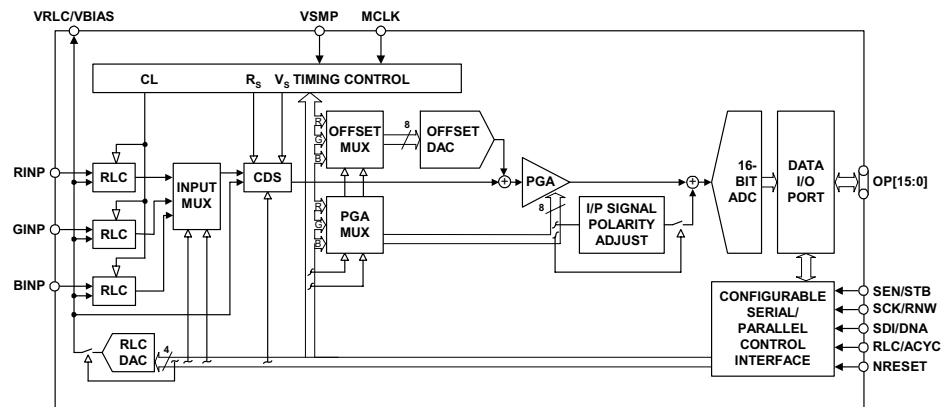 VRLC/VBIAS
VSMP
MCLK
CL
RS
VS TIMING CONTROL
R
G
B
OFFSET
MUX
8
OFFSET
DAC
RINP
RLC
INPUT
MUX
CDS
PGA
16-
BIT
ADC
DATA
I/O
PORT
OP[15:0]
GINP
RLC
R
G
B
PGA
MUX
8
I/P SIGNAL
POLARITY
ADJUST
BINP
RLC
CONFIGURABLE
SERIAL/
PARALLEL
CONTROL
INTERFACE
SEN/STB
SCK/RNW
SDI/DNA
RLC/ACYC
NRESET
RLC
DAC
4